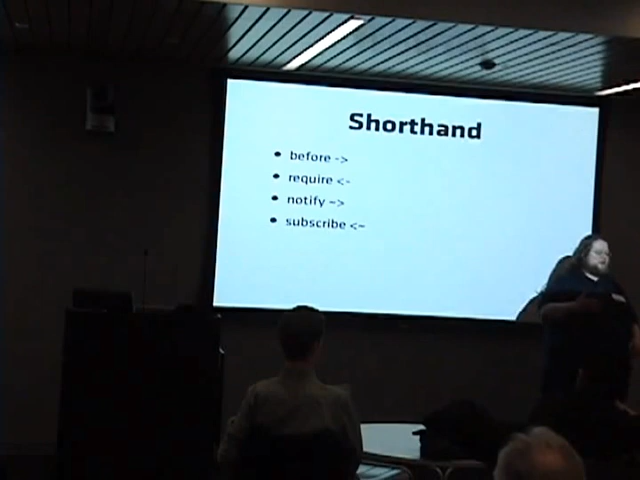 Shorthand
• before ->
• require <-
• notify ~>
• subscribe <~